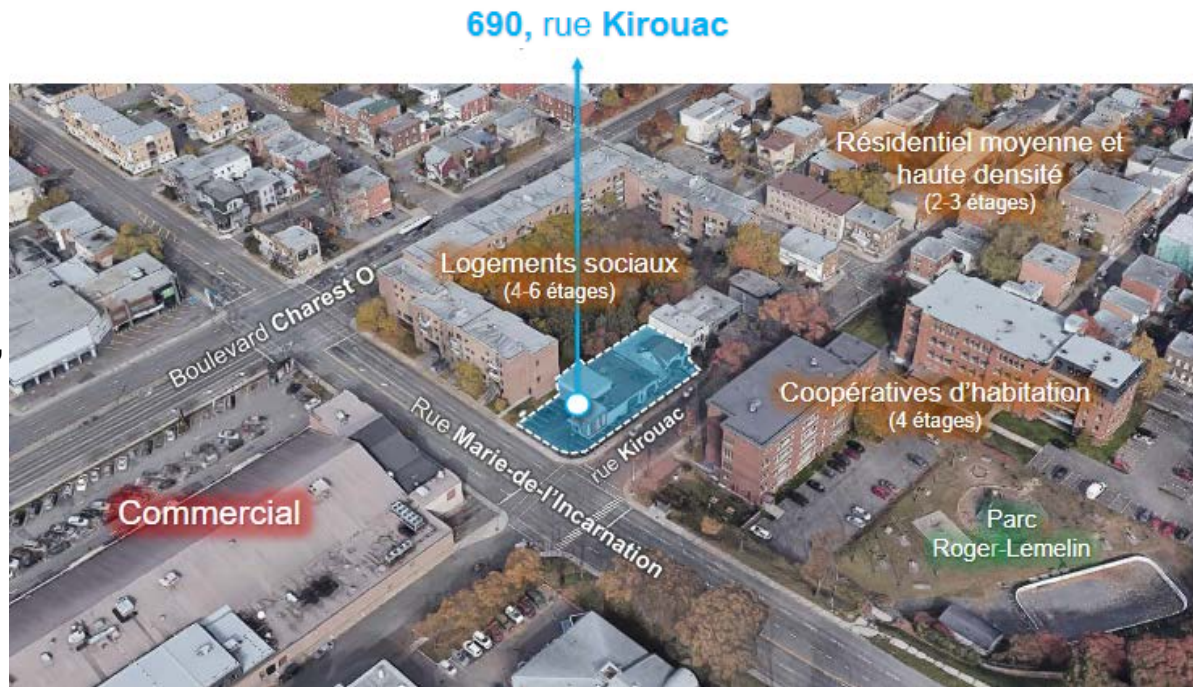 690, rue Kirouac
Résidentiel moyenne et
haute densité
(2-3 étages)
Logements sociaux
(4-6 étages)
Boulevard Charest O
Coopératives d'habitation
(4 étages)
Rue Marie-de-l'Incarnation
rue Kirouac
Commercial
Parc
Roger-Lemelin